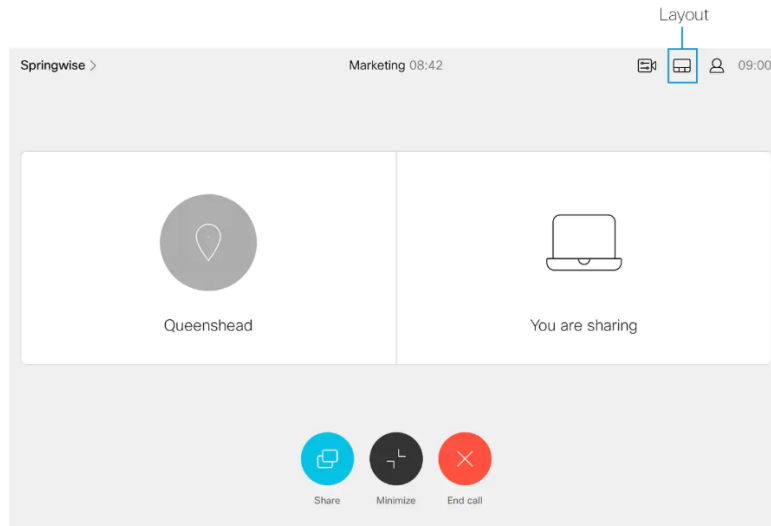 Layout
Springwise >
Marketing 08:42
09:00
Queenshead
You are sharing
Share
Minimize
End call